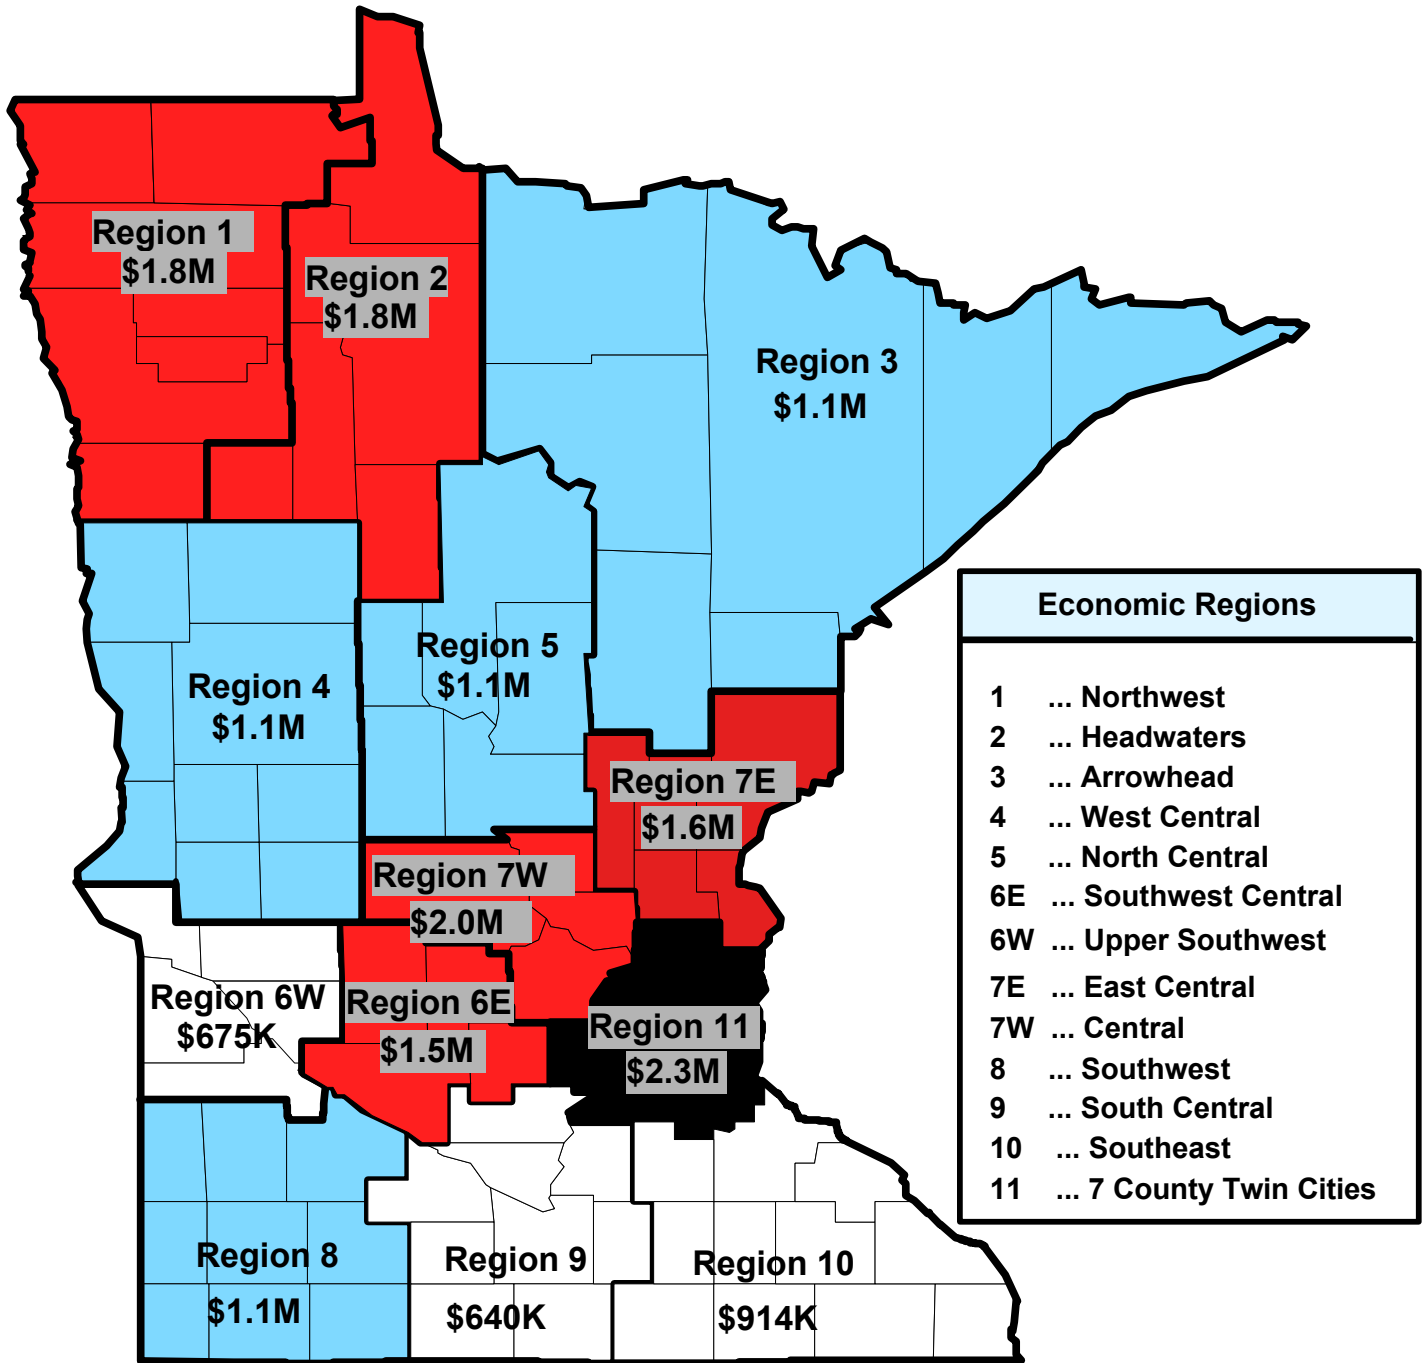 Region 1
$1.8M
Region 2
$1.8M
Region 3
$1.1M
Region 5
$1.1M
Region 4
$1.1M
Region 7E
$1.6M
Region 7W
$2.0M
Region 6W
$675K
Region 6E
$1.5M
Region 11
$2.3M
Region 8
$1.1M
Region 9
$640K
Region 10
$914K
Economic Regions
1 ... Northwest
2 ... Headwaters
3 ... Arrowhead
4 ... West Central
5 ... North Central
6E ... Southwest Central
6W ... Upper Southwest
7E ... East Central
7W ... Central
8 ... Southwest
9 ... South Central
10 ... Southeast
11 ... 7 County Twin Cities